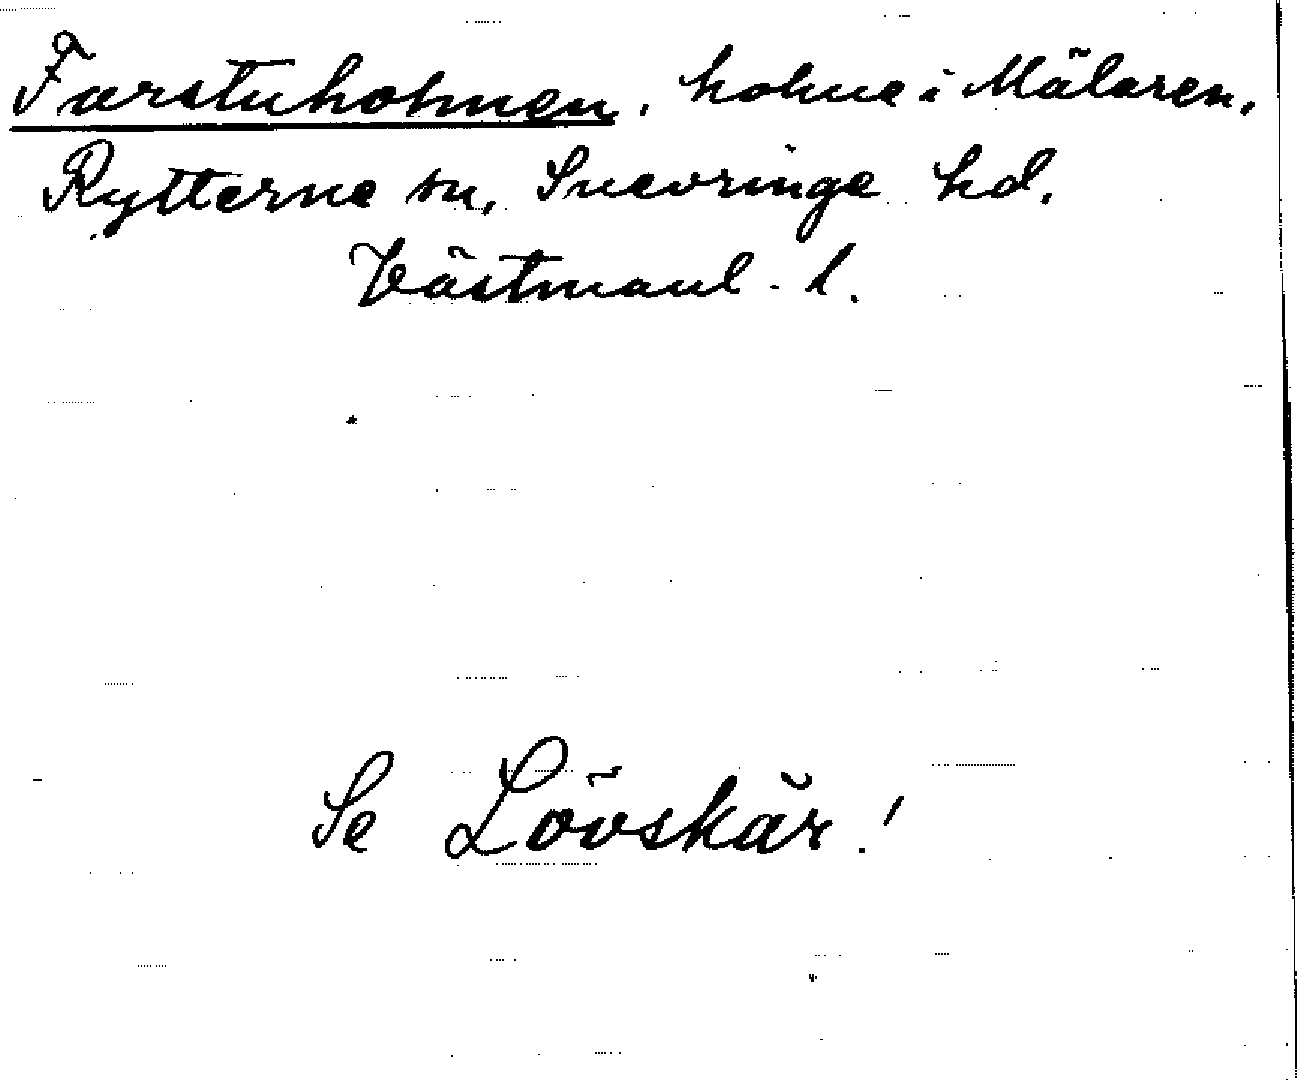 Farstuholmen, holme i Mälaren,
Rytterne sn, Snevringe hd.
Västmanl. l.
Se Lövskär!